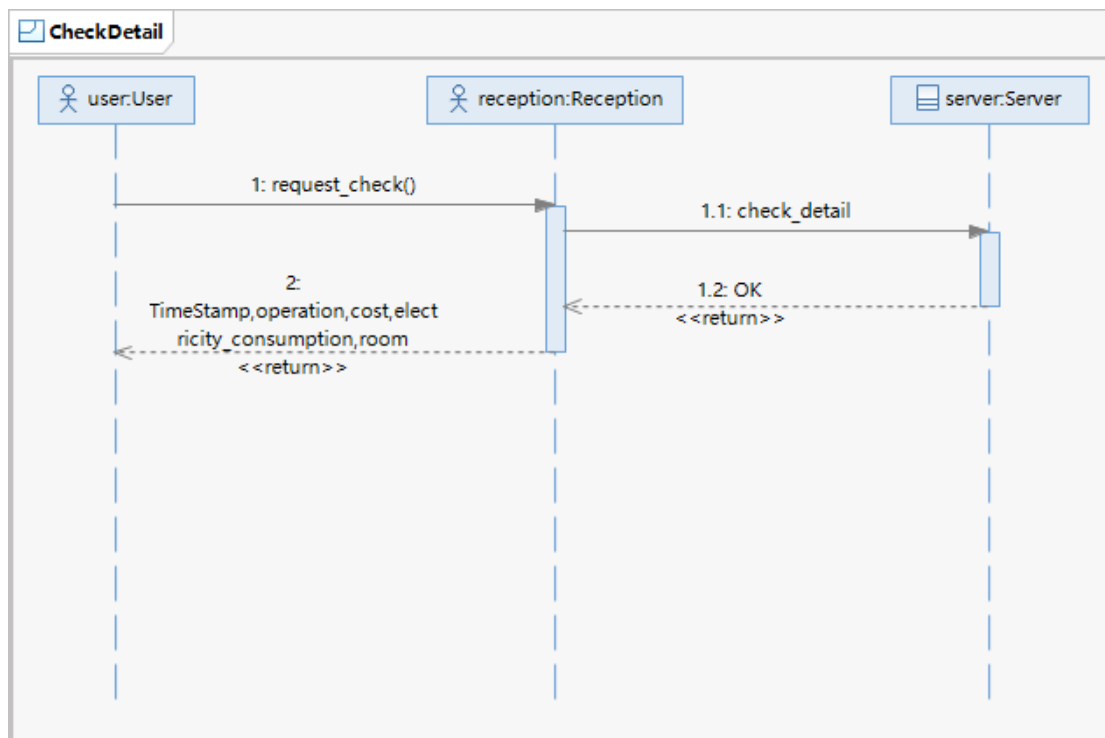 CheckDetail
user:User
reception:Reception
server:Server
1: request_check()
1.1: check_detail
2:
TimeStamp,operation,cost,elect
ricity_consumption,room
<<return>>
1.2: OK
<<return>>